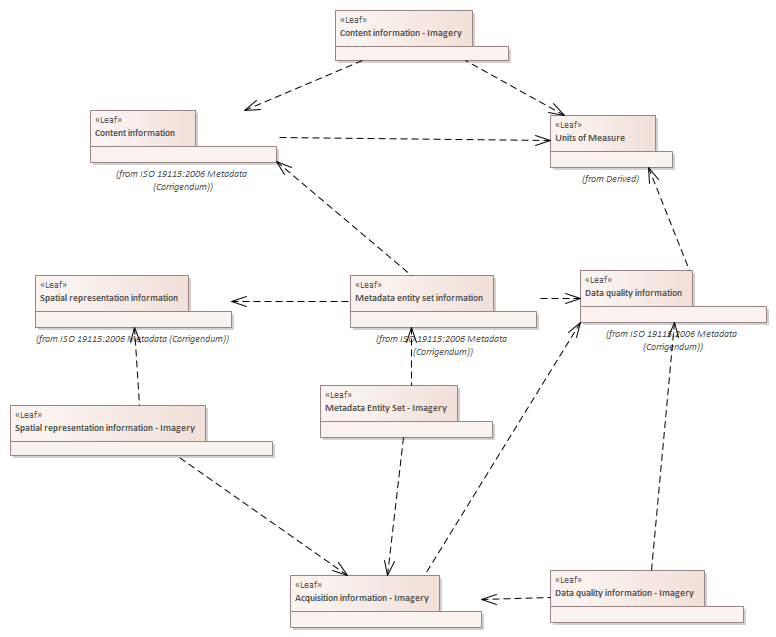 «Leaf»
Content information - Imagery
«Leaf»
Content information
(from ISO 19115:2006 Metadata
(Corrigendum))
«Leaf»
Units of Measure
(from Derived)
«Leaf»
Spatial representation information
(from ISO 19115:2006 Metadata (Corrigendum))
«Leaf»
Metadata entity set information
(from ISO 19115:2006 Metadata
(Corrigendum))
«Leaf»
Data quality information
(from ISO 19115:2006 Metadata
(Corrigendum))
«Leaf»
Spatial representation information - Imagery
«Leaf»
Metadata Entity Set - Imagery
«Leaf»
Acquisition information - Imagery
«Leaf»
Data quality information - Imagery